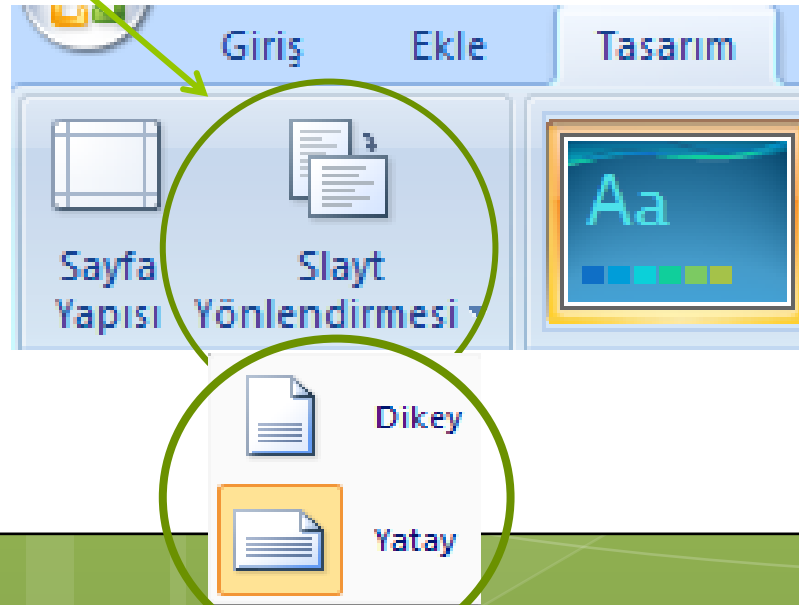 Giriş Ekle Tasarım
Aa
Sayfa Yapısı
Slayt Yönlendirmesi
Dikey
Yatay